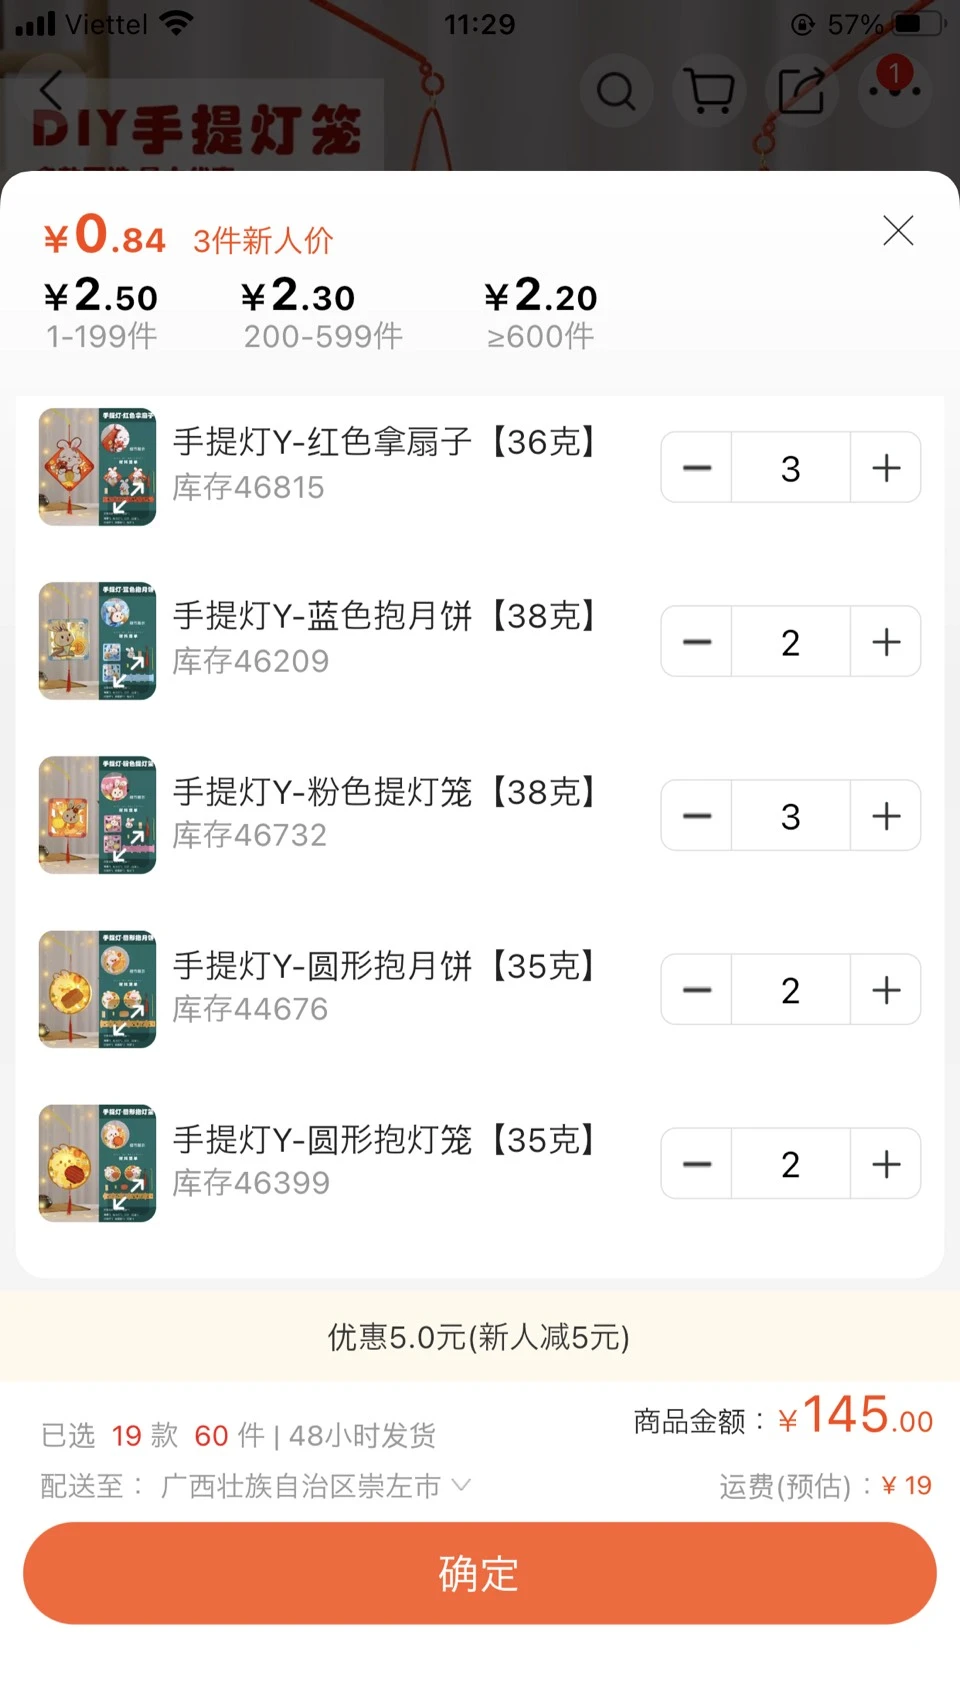 Viettel
11:29
57%
1
DIY手提灯笼
¥0.84 3件新人价
¥2.50 ¥2.30 ¥2.20
1-199件 200-599件 ≥600件
手提灯Y-红色拿扇子【36克】
库存46815
3
手提灯Y-蓝色抱月饼【38克】
库存46209
2
手提灯Y-粉色提灯笼【38克】
库存46732
3
手提灯Y-圆形抱月饼【35克】
库存44676
2
手提灯Y-圆形抱灯笼【35克】
库存46399
2
优惠5.0元(新人减5元)
已选 19 款 60 件 | 48小时发货
商品金额：¥145.00
配送至： 广西壮族自治区崇左市
运费(预估)：¥ 19
确定